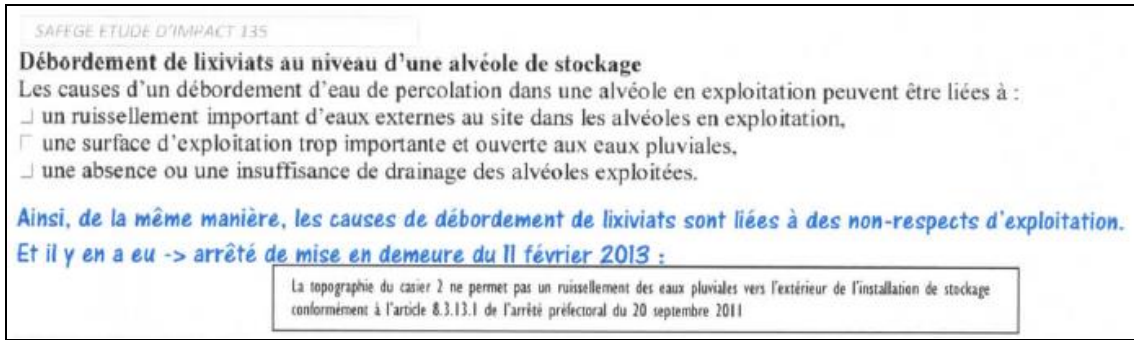 SAFEGE ETUDE D'IMPACT 135
Débordement de lixiviats au niveau d'une alvéole de stockage
Les causes d'un débordement d'eau de percolation dans une alvéole en exploitation peuvent être liées à :
un ruissellement important d'eaux externes au site dans les alvéoles en exploitation,
une surface d'exploitation trop importante et ouverte aux eaux pluviales,
une absence ou une insuffisance de drainage des alvéoles exploitées.
Ainsi, de la même manière, les causes de débordement de lixiviats sont liées à des non-respects d'exploitation.
Et il y en a eu -> arrêté de mise en demeure du 11 février 2013 :
La topographie du casier 2 ne permet pas un ruissellement des eaux pluviales vers l'extérieur de l'installation de stockage
conformément à l'article 8.3.13.1 de l'arrêté préfectoral du 20 septembre 2011